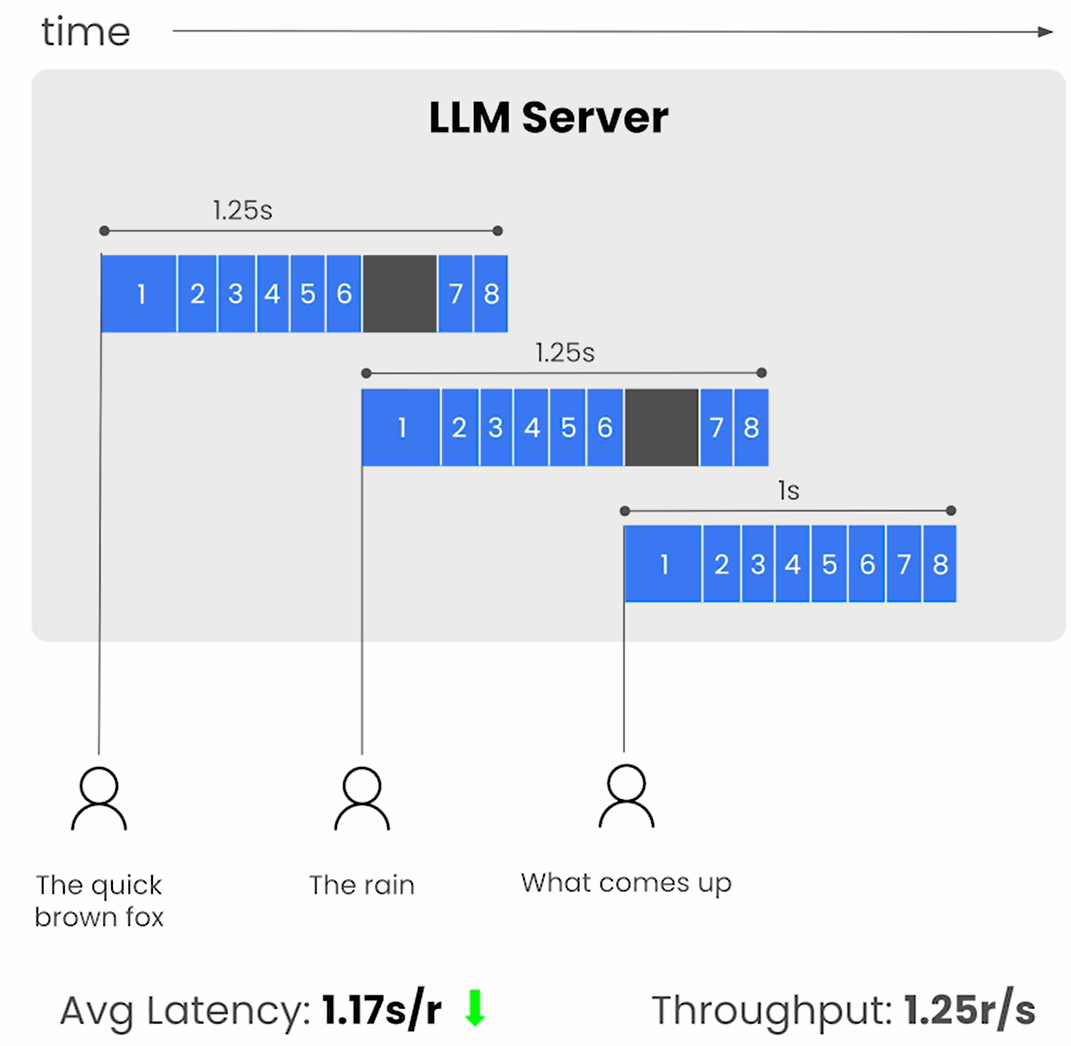 time
LLM Server
1.25s
1 2 3 4 5 6 7 8
1.25s
1 2 3 4 5 6 7 8
1s
1 2 3 4 5 6 7 8
The quick
brown fox
The rain
What comes up
Avg Latency: 1.17s/r
Throughput: 1.25r/s